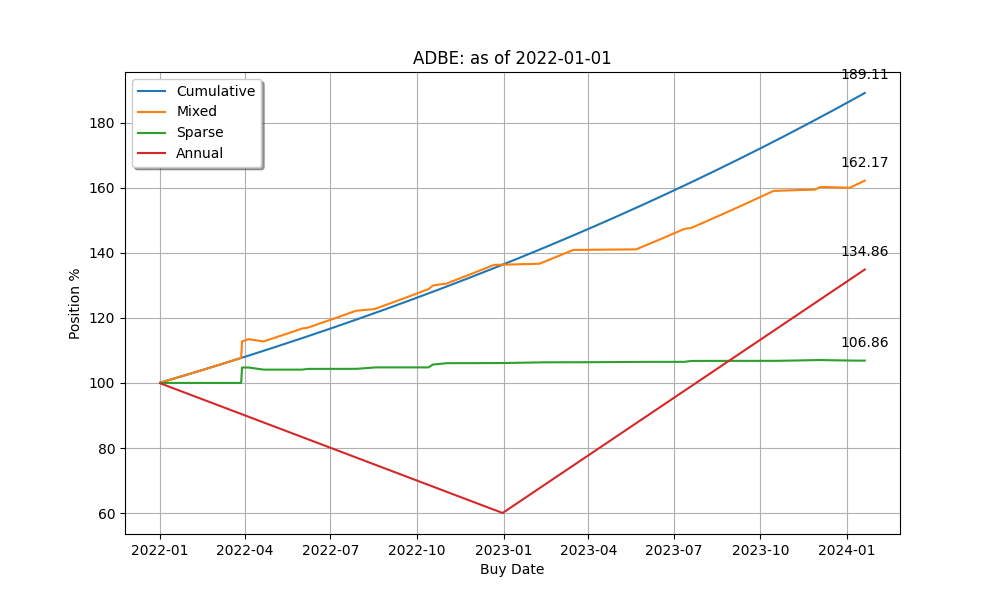 ADBE: as of 2022-01-01
Cumulative
Mixed
Sparse
Annual
189.11
162.17
134.86
106.86
180
160
140
120
100
80
60
Position %
2022-01 2022-04 2022-07 2022-10 2023-01 2023-04 2023-07 2023-10 2024-01
Buy Date